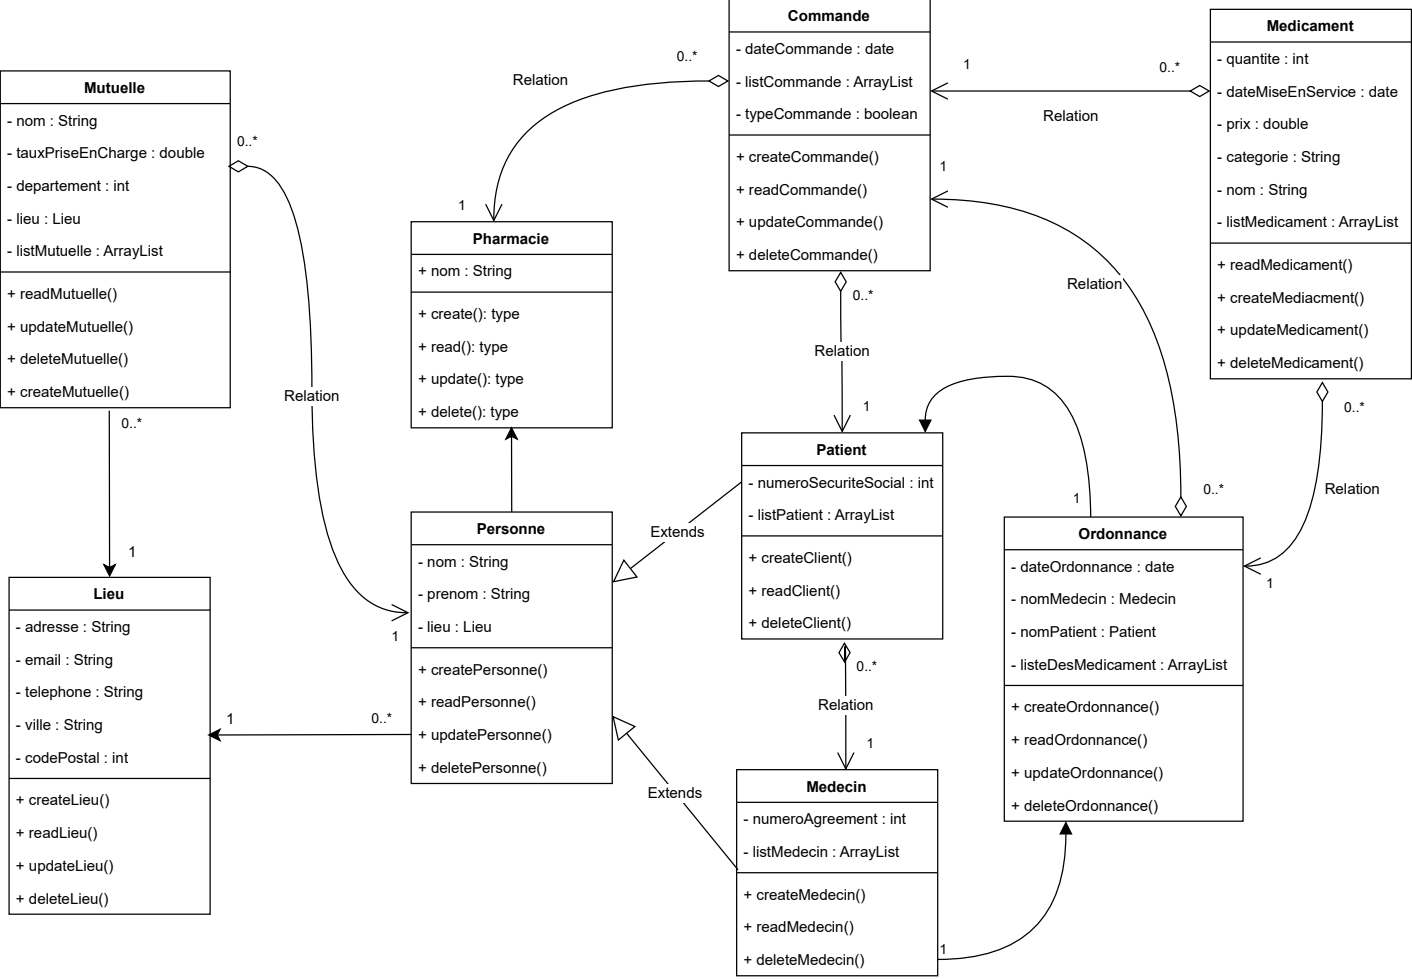 Commande
- dateCommande : date
- listCommande : ArrayList
- typeCommande : boolean
+ createCommande()
+ readCommande()
+ updateCommande()
+ deleteCommande()
Medicament
- quantite : int
- dateMiseEnService : date
- prix : double
- categorie : String
- nom : String
- listMedicament : ArrayList
+ readMedicament()
+ createMediacment()
+ updateMedicament()
+ deleteMedicament()
Mutuelle
- nom : String
- tauxPriseEnCharge : double
- departement : int
- lieu : Lieu
- listMutuelle : ArrayList
+ readMutuelle()
+ updateMutuelle()
+ deleteMutuelle()
+ createMutuelle()
Pharmacie
+ nom : String
+ create(): type
+ read(): type
+ update(): type
+ delete(): type
Patient
- numeroSecuriteSocial : int
- listPatient : ArrayList
+ createClient()
+ readClient()
+ deleteClient()
Personne
- nom : String
- prenom : String
- lieu : Lieu
+ createPersonne()
+ readPersonne()
+ updatePersonne()
+ deletePersonne()
Ordonnance
- dateOrdonnance : date
- nomMedecin : Medecin
- nomPatient : Patient
- listeDesMedicament : ArrayList
+ createOrdonnance()
+ readOrdonnance()
+ updateOrdonnance()
+ deleteOrdonnance()
Lieu
- adresse : String
- email : String
- telephone : String
- ville : String
- codePostal : int
+ createLieu()
+ readLieu()
+ updateLieu()
+ deleteLieu()
Medecin
- numeroAgreement : int
- listMedecin : ArrayList
+ createMedecin()
+ readMedecin()
+ deleteMedecin()
0..*
Relation
1
1
0..*
Relation
0..*
Relation
1
1
Relation
0..*
0..*
Relation
1
0..*
Relation
1
0..*
1
1
0..*
1
Extends
Extends
0..*
Relation
1
1